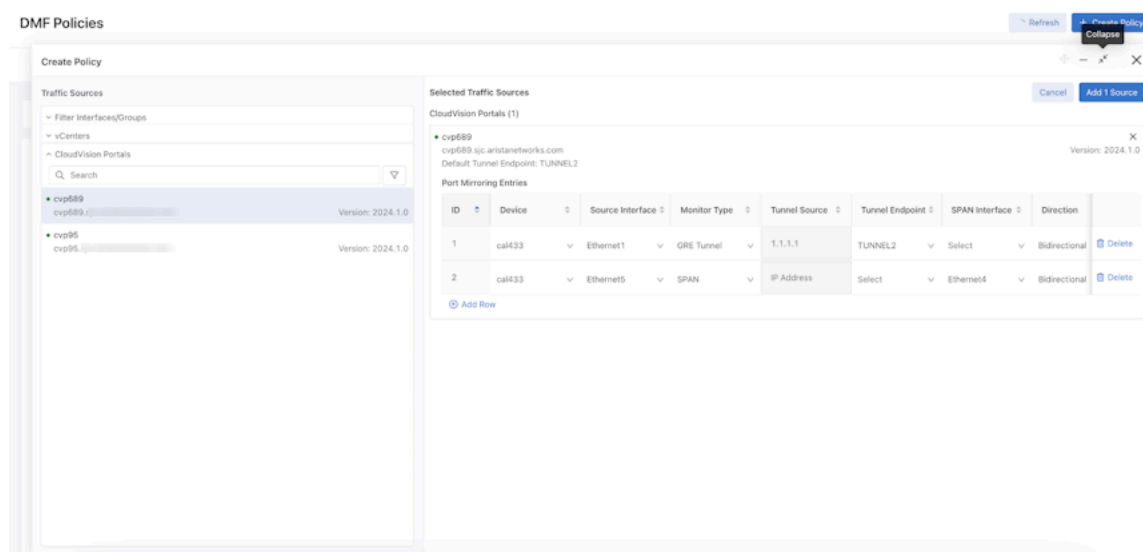 DMF Policies
Refresh
+ Create Policy
Collapse
Create Policy
Traffic Sources
Filter Interfaces/Groups
vCenters
CloudVision Portals
Search
cvp689
cvp689. Version: 2024.1.0
cvp95
cvp95. Version: 2024.1.0
Selected Traffic Sources
Cancel
Add 1 Source
CloudVision Portals (1)
cvp689
cvp689.sjc.aristanetworks.com Version: 2024.1.0
Default Tunnel Endpoint: TUNNEL2
Port Mirroring Entries
ID Device Source Interface Monitor Type Tunnel Source Tunnel Endpoint SPAN Interface Direction
1 cal433 Ethernet1 GRE Tunnel 1.1.1.1 TUNNEL2 Select Bidirectional Delete
2 cal433 Ethernet5 SPAN IP Address Select Ethernet4 Bidirectional Delete
Add Row